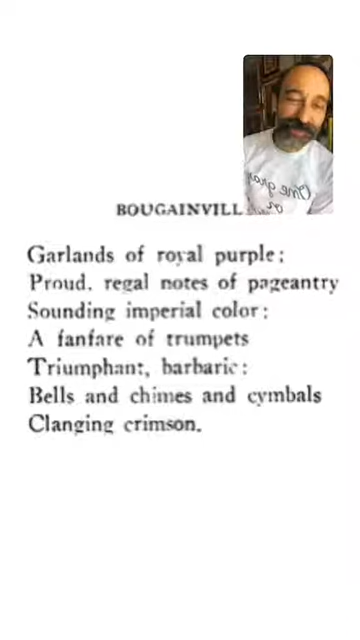 BOUGAINVILL
Garlands of royal purple;
Proud, regal notes of pageantry
Sounding imperial color;
A fanfare of trumpets
Triumphant, barbaric:
Bells and chimes and cymbals
Clanging crimson.
One